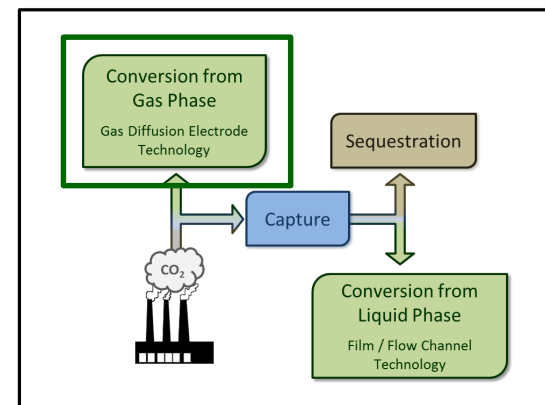 Conversion from
Gas Phase
Gas Diffusion Electrode
Technology
Sequestration
Capture
CO₂
Conversion from
Liquid Phase
Film / Flow Channel
Technology